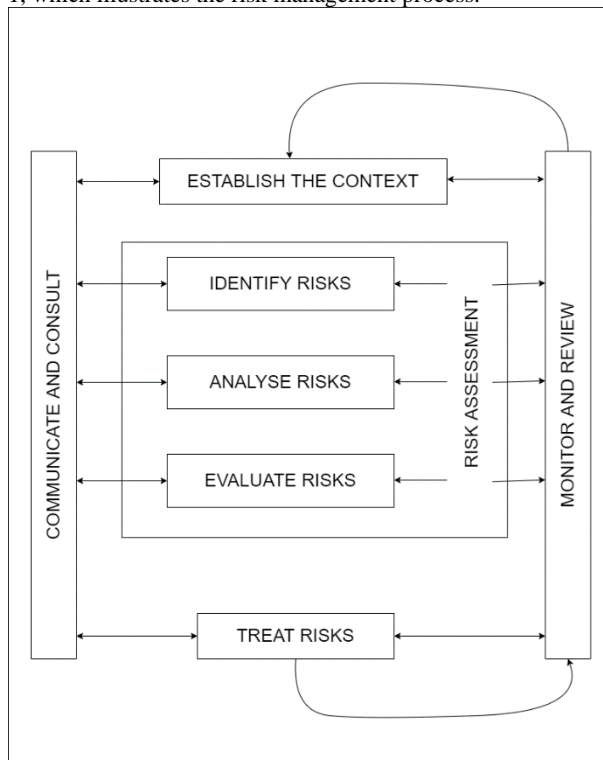 1, which illustrates the risk management process.
ESTABLISH THE CONTEXT
COMMUNICATE AND CONSULT
IDENTIFY RISKS
ANALYSE RISKS
EVALUATE RISKS
RISK ASSESSMENT
MONITOR AND REVIEW
TREAT RISKS